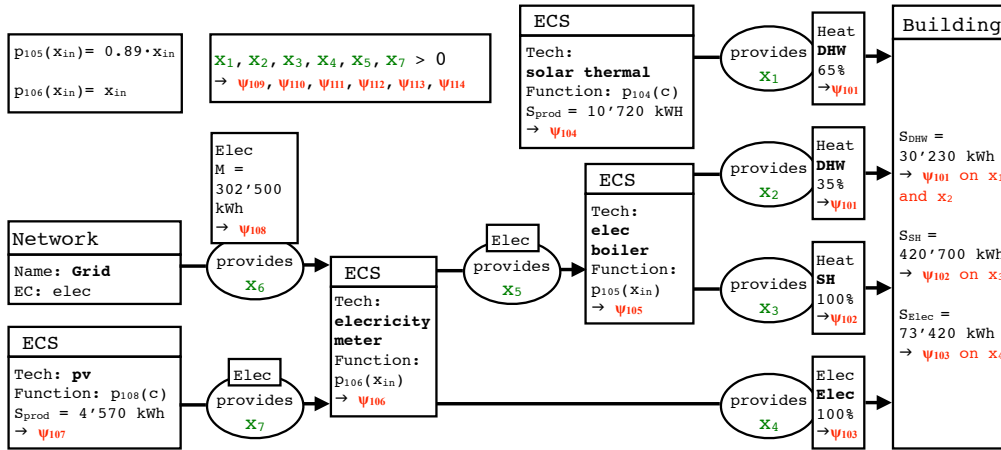 p105(xin)= 0.89·xin
p106(xin)= xin
x1, x2, x3, x4, x5, x7 > 0
→ ψ109, ψ110, ψ111, ψ112, ψ113, ψ114
ECS
Tech:
solar thermal
Function: p104(c)
Sprod = 10’720 kWH
→ ψ104
provides
x1
Heat
DHW
65%
→ψ101
Building
SDHW =
30’230 kWh
→ ψ101 on x1
and x2
SSH =
420’700 kWh
→ ψ102 on x3
SElec =
73’420 kWh
→ ψ103 on x4
Elec
M =
302’500
kWh
→ ψ108
provides
x6
Network
Name: Grid
EC: elec
ECS
Tech: pv
Function: p108(c)
Sprod = 4’570 kWh
→ ψ107
Elec
provides
x7
ECS
Tech:
elecricity
meter
Function:
p106(xin)
→ ψ106
Elec
provides
x5
ECS
Tech:
elec
boiler
Function:
p105(xin)
→ ψ105
provides
x2
Heat
DHW
35%
→ψ101
provides
x3
Heat
SH
100%
→ψ102
provides
x4
Elec
Elec
100%
→ψ103